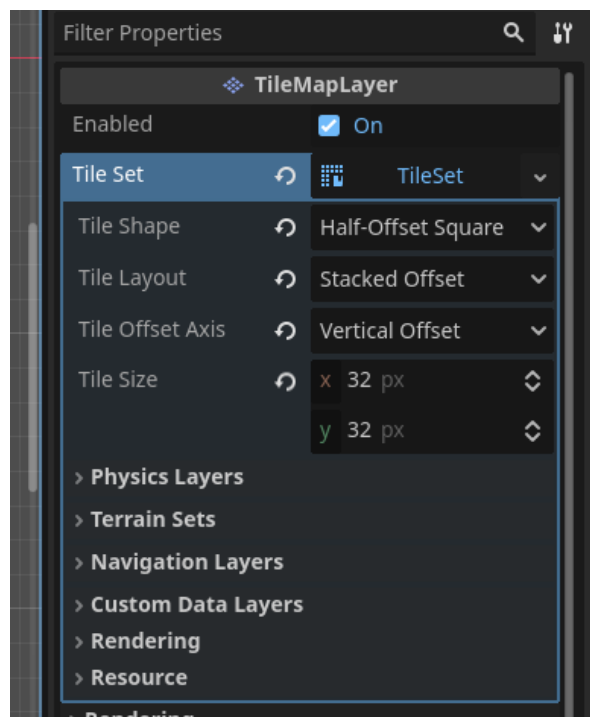 Filter Properties
TileMapLayer
Enabled On
Tile Set TileSet
Tile Shape Half-Offset Square
Tile Layout Stacked Offset
Tile Offset Axis Vertical Offset
Tile Size x 32 px
y 32 px
Physics Layers
Terrain Sets
Navigation Layers
Custom Data Layers
Rendering
Resource
Rendering